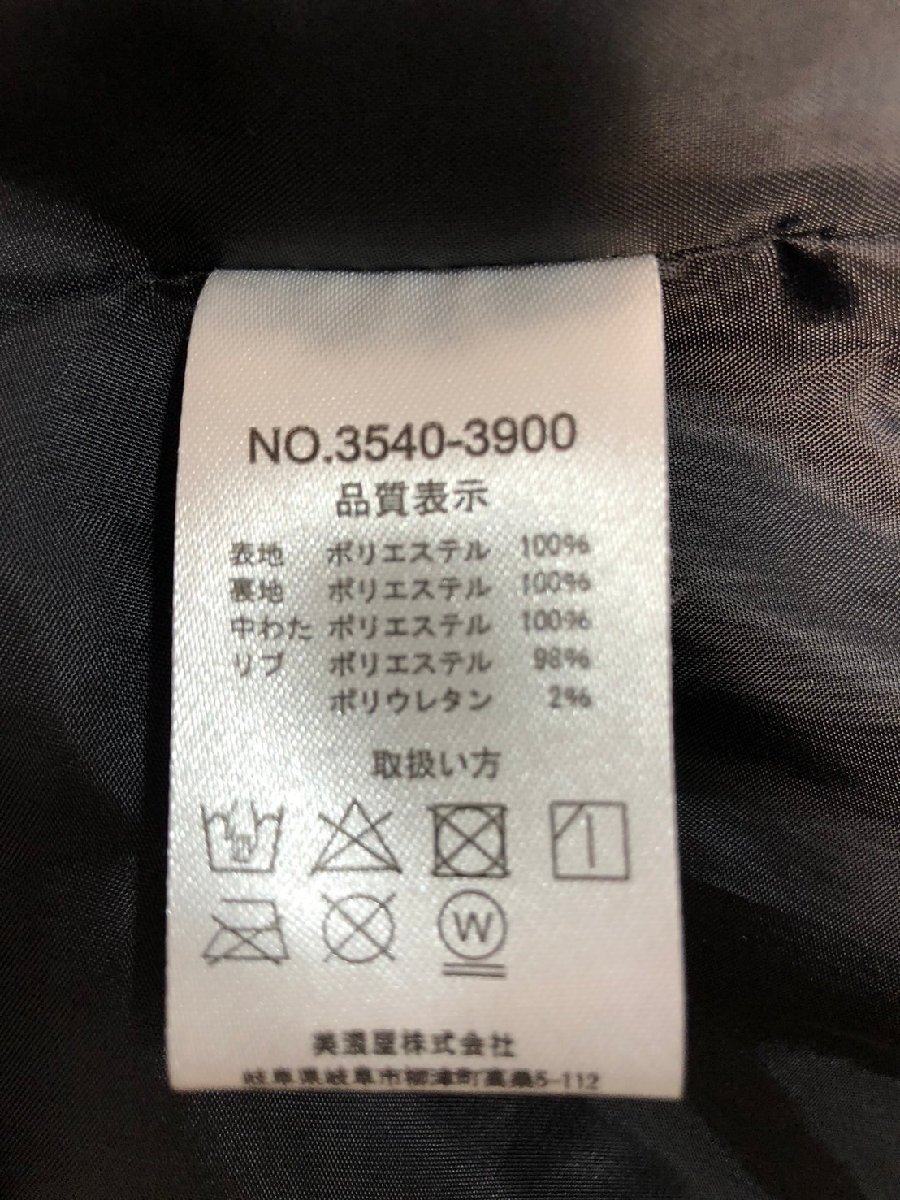 NO.3540-3900
品質表示
表地 ポリエステル 100%
裏地 ポリエステル 100%
中わた ポリエステル 100%
リブ ポリエステル 98%
ポリウレタン 2%
取扱い方
W
美濃屋株式会社
岐阜県岐阜市柳津町高桑5-112